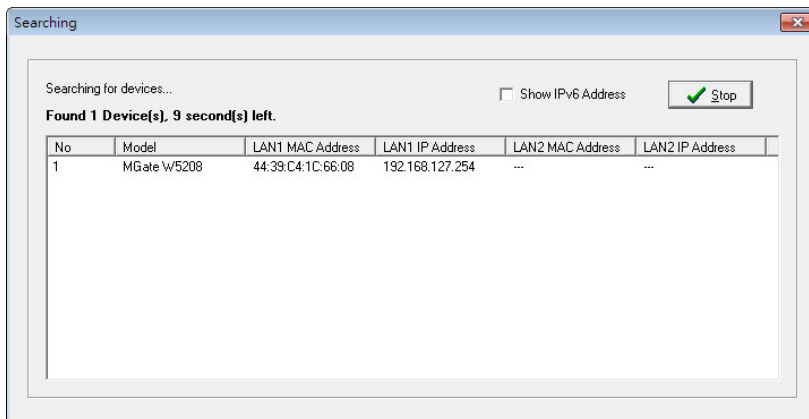 Searching
Searching for devices...
Show IPv6 Address
Stop
Found 1 Device(s), 9 second(s) left.
No Model LAN1 MAC Address LAN1 IP Address LAN2 MAC Address LAN2 IP Address
1 MGate W5208 44:39:C4:1C:66:08 192.168.127.254 --- ---